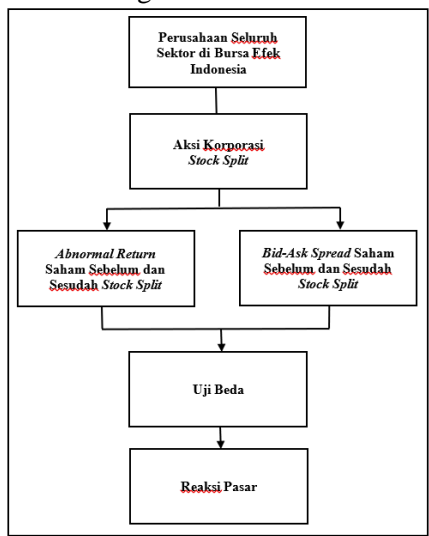 Perusahaan Seluruh
Sektor di Bursa Efek
Indonesia
Aksi Korporasi
Stock Split
Abnormal Return
Saham Sebelum dan
Sesudah Stock Split
Bid-Ask Spread Saham
Sebelum dan Sesudah
Stock Split
Uji Beda
Reaksi Pasar